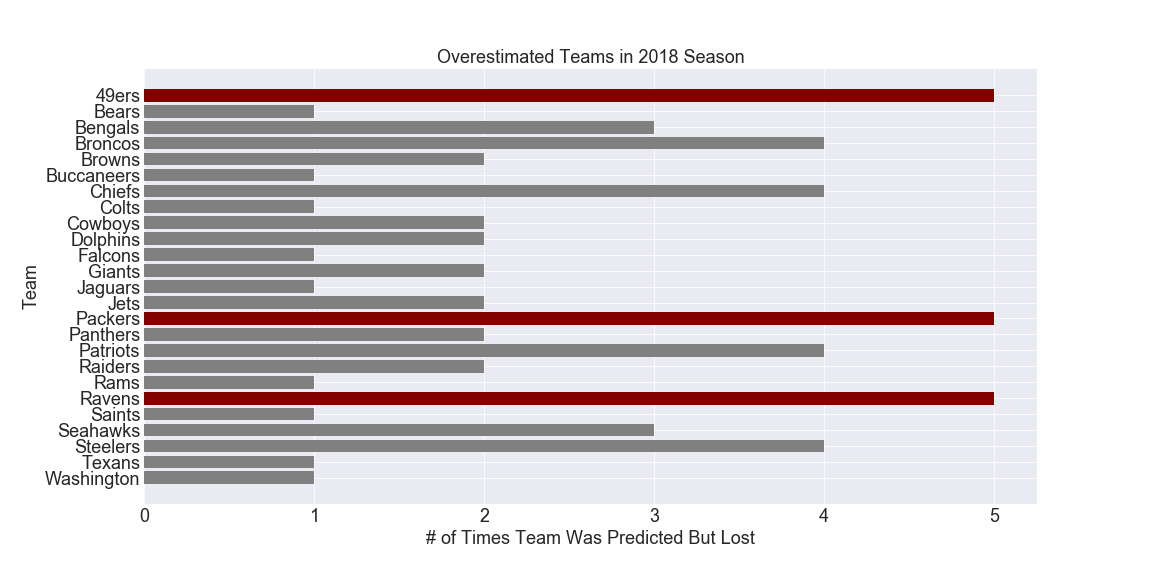 Overestimated Teams in 2018 Season
49ers
Bears
Bengals
Broncos
Browns
Buccaneers
Chiefs
Colts
Cowboys
Dolphins
Falcons
Giants
Jaguars
Jets
Packers
Panthers
Patriots
Raiders
Rams
Ravens
Saints
Seahawks
Steelers
Texans
Washington
Team
0 1 2 3 4 5
# of Times Team Was Predicted But Lost